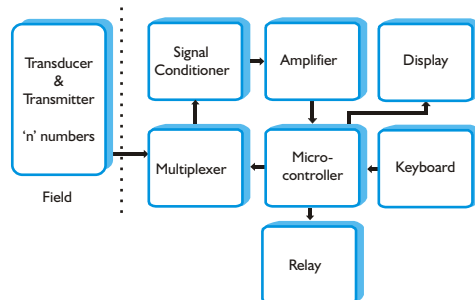 Transducer
&
Transmitter
'n' numbers
Field
Signal
Conditioner
Amplifier
Display
Multiplexer
Micro-
controller
Keyboard
Relay